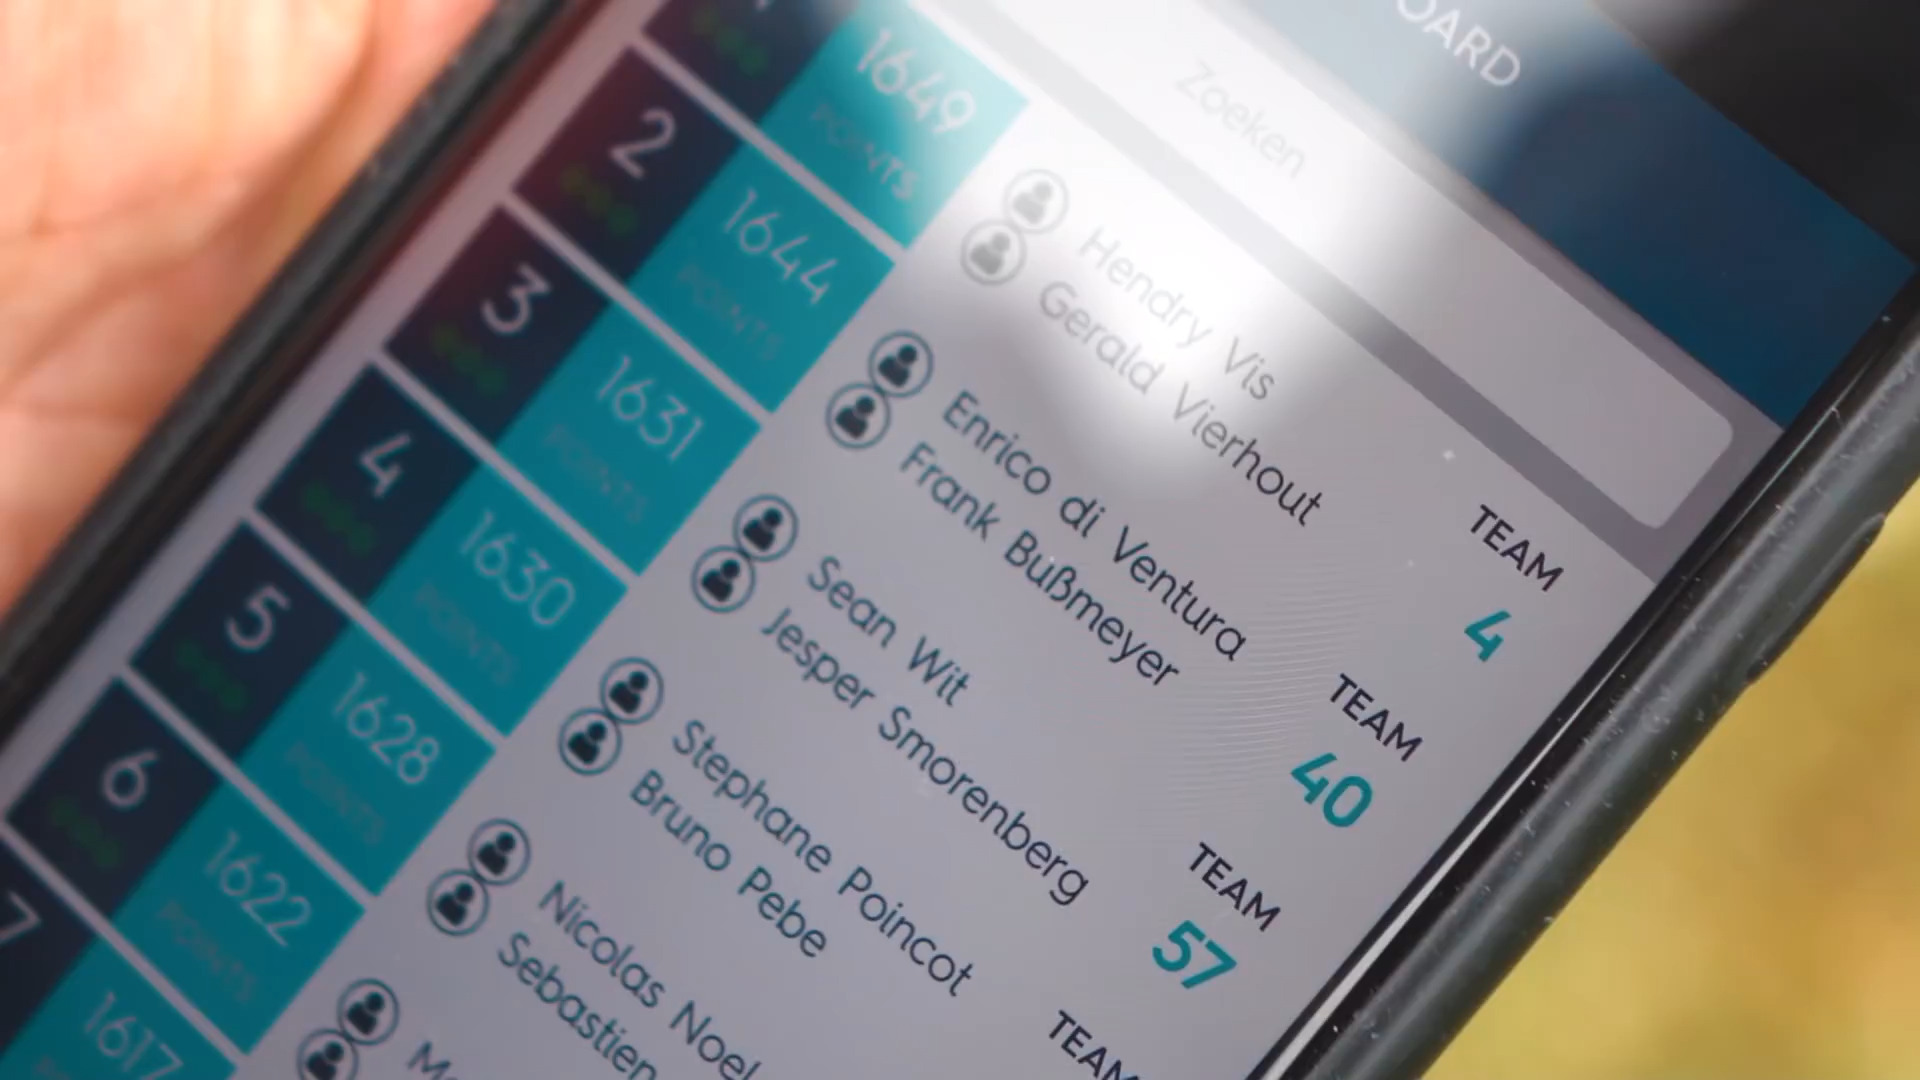 OARD
Zoeken
1649
POINTS
Hendry Vis
Gerald Vierhout
TEAM
4
2
1644
POINTS
Enrico di Ventura
Frank Bußmeyer
TEAM
40
3
1631
POINTS
Sean Wit
Jesper Smorenberg
TEAM
57
4
1630
POINTS
Stephane Poincot
Bruno Pebe
TEAM
5
1628
POINTS
Nicolas Noel
Sebastien
6
1622
POINTS
7
1617